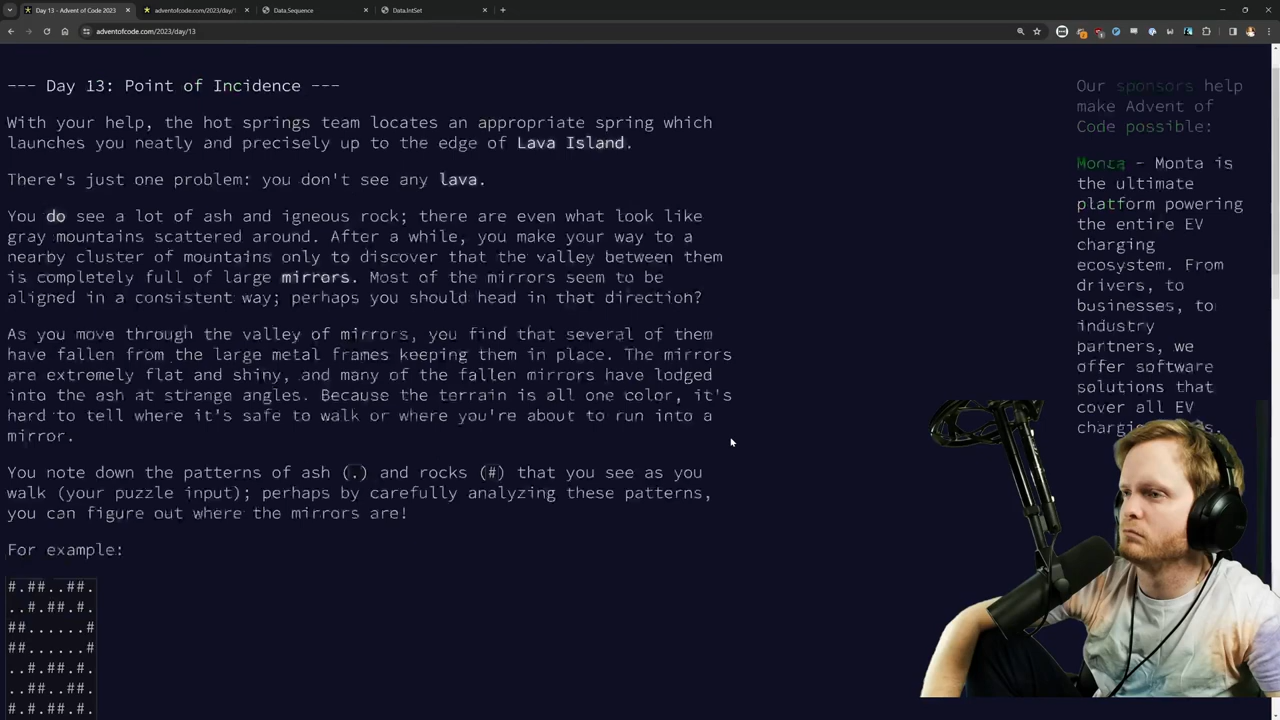 Day 13 - Advent of Code 2023
adventofcode.com/2023/day/1
Data.Sequence
Data.IntSet
adventofcode.com/2023/day/13
--- Day 13: Point of Incidence ---
With your help, the hot springs team locates an appropriate spring which
launches you neatly and precisely up to the edge of Lava Island.
There's just one problem: you don't see any lava.
You do see a lot of ash and igneous rock; there are even what look like
gray mountains scattered around. After a while, you make your way to a
nearby cluster of mountains only to discover that the valley between them
is completely full of large mirrors. Most of the mirrors seem to be
aligned in a consistent way; perhaps you should head in that direction?
As you move through the valley of mirrors, you find that several of them
have fallen from the large metal frames keeping them in place. The mirrors
are extremely flat and shiny, and many of the fallen mirrors have lodged
into the ash at strange angles. Because the terrain is all one color, it's
hard to tell where it's safe to walk or where you're about to run into a
mirror.
You note down the patterns of ash (.) and rocks (#) that you see as you
walk (your puzzle input); perhaps by carefully analyzing these patterns,
you can figure out where the mirrors are!
For example:
#.##..##.
..#.##.#.
##......#
##......#
..#.##.#.
..##..##.
#.#.##.#.
Our sponsors help
make Advent of
Code possible:
Monta - Monta is
the ultimate
platform powering
the entire EV
charging
ecosystem. From
drivers, to
businesses, to
industry
partners, we
offer software
solutions that
cover all EV